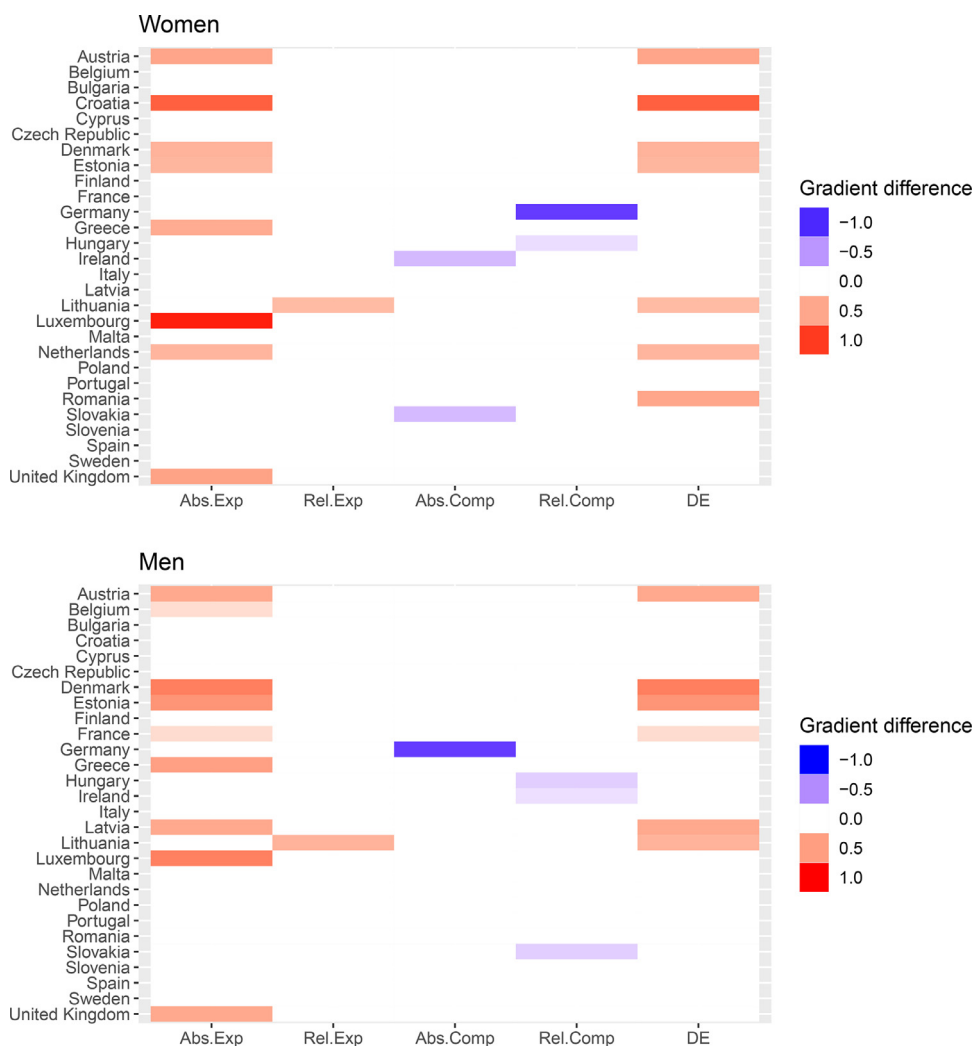 Women
Austria
Belgium
Bulgaria
Croatia
Cyprus
Czech Republic
Denmark
Estonia
Finland
France
Germany
Greece
Hungary
Ireland
Italy
Latvia
Lithuania
Luxembourg
Malta
Netherlands
Poland
Portugal
Romania
Slovakia
Slovenia
Spain
Sweden
United Kingdom
Abs.Exp Rel.Exp Abs.Comp Rel.Comp DE
Gradient difference
−1.0
−0.5
0.0
0.5
1.0
Men
Austria
Belgium
Bulgaria
Croatia
Cyprus
Czech Republic
Denmark
Estonia
Finland
France
Germany
Greece
Hungary
Ireland
Italy
Latvia
Lithuania
Luxembourg
Malta
Netherlands
Poland
Portugal
Romania
Slovakia
Slovenia
Spain
Sweden
United Kingdom
Abs.Exp Rel.Exp Abs.Comp Rel.Comp DE
Gradient difference
−1.0
−0.5
0.0
0.5
1.0